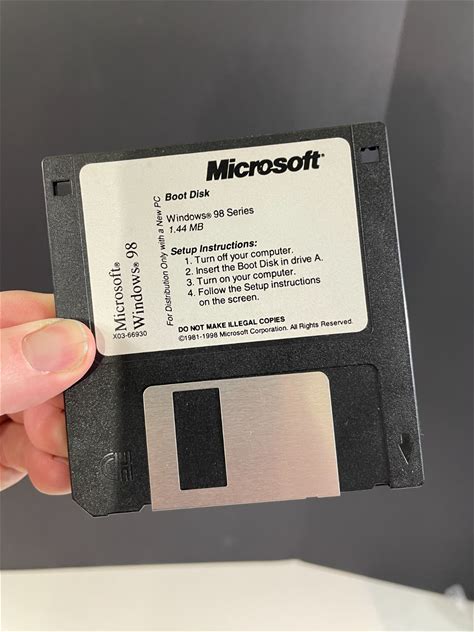 Microsoft®
Boot Disk
Windows® 98 Series
1.44 MB
Setup Instructions:
1. Turn off your computer.
2. Insert the Boot Disk in drive A.
3. Turn on your computer.
4. Follow the Setup instructions
on the screen.
DO NOT MAKE ILLEGAL COPIES
©1981-1998 Microsoft Corporation. All Rights Reserved.
For Distribution Only with a New PC
Microsoft®
Windows® 98
X03-66930